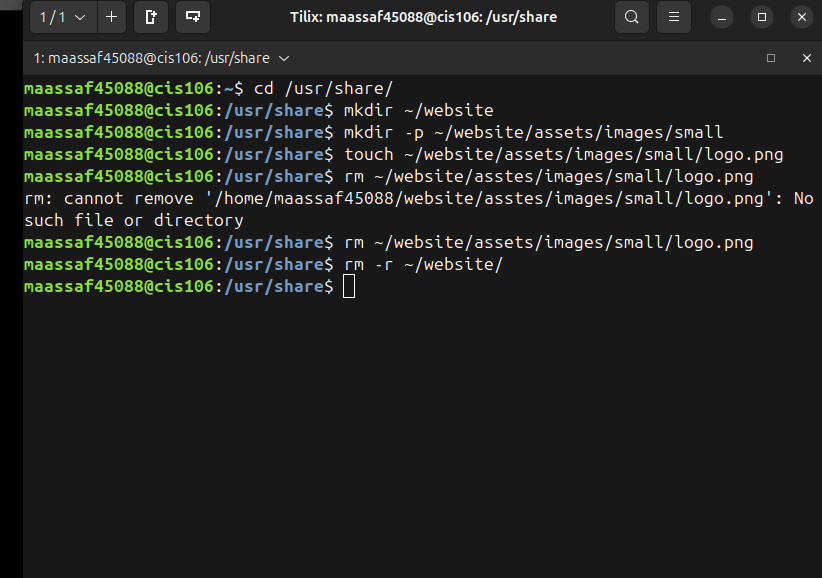 1 / 1
Tilix: maassaf45088@cis106: /usr/share
1: maassaf45088@cis106: /usr/share
maassaf45088@cis106:~$ cd /usr/share/
maassaf45088@cis106:/usr/share$ mkdir ~/website
maassaf45088@cis106:/usr/share$ mkdir -p ~/website/assets/images/small
maassaf45088@cis106:/usr/share$ touch ~/website/assets/images/small/logo.png
maassaf45088@cis106:/usr/share$ rm ~/website/asstes/images/small/logo.png
rm: cannot remove '/home/maassaf45088/website/asstes/images/small/logo.png': No
such file or directory
maassaf45088@cis106:/usr/share$ rm ~/website/assets/images/small/logo.png
maassaf45088@cis106:/usr/share$ rm -r ~/website/
maassaf45088@cis106:/usr/share$